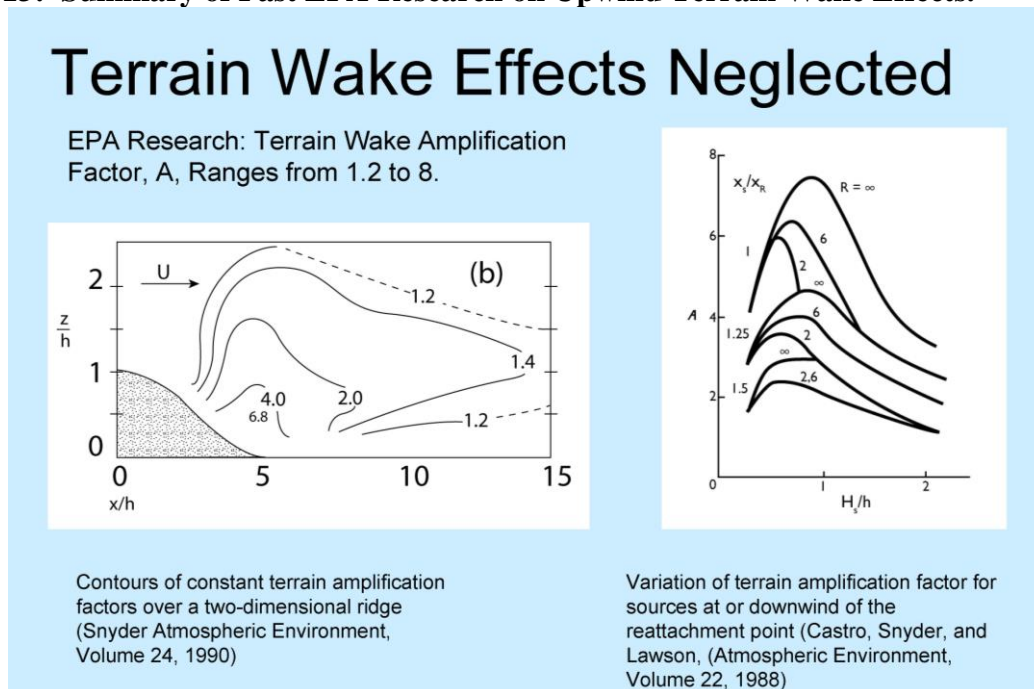 Terrain Wake Effects Neglected
EPA Research: Terrain Wake Amplification
Factor, A, Ranges from 1.2 to 8.
2
1
0
z
h
U
(b)
1.2
1.4
4.0
2.0
6.8
1.2
0
5
10
15
x/h
8
6
A
4
2
0
xs/xR
R = ∞
1
6
2
∞
1.25
6
2
∞
1.5
2,6
1
2
Hs/h
Contours of constant terrain amplification
factors over a two-dimensional ridge
(Snyder Atmospheric Environment,
Volume 24, 1990)
Variation of terrain amplification factor for
sources at or downwind of the
reattachment point (Castro, Snyder, and
Lawson, (Atmospheric Environment,
Volume 22, 1988)